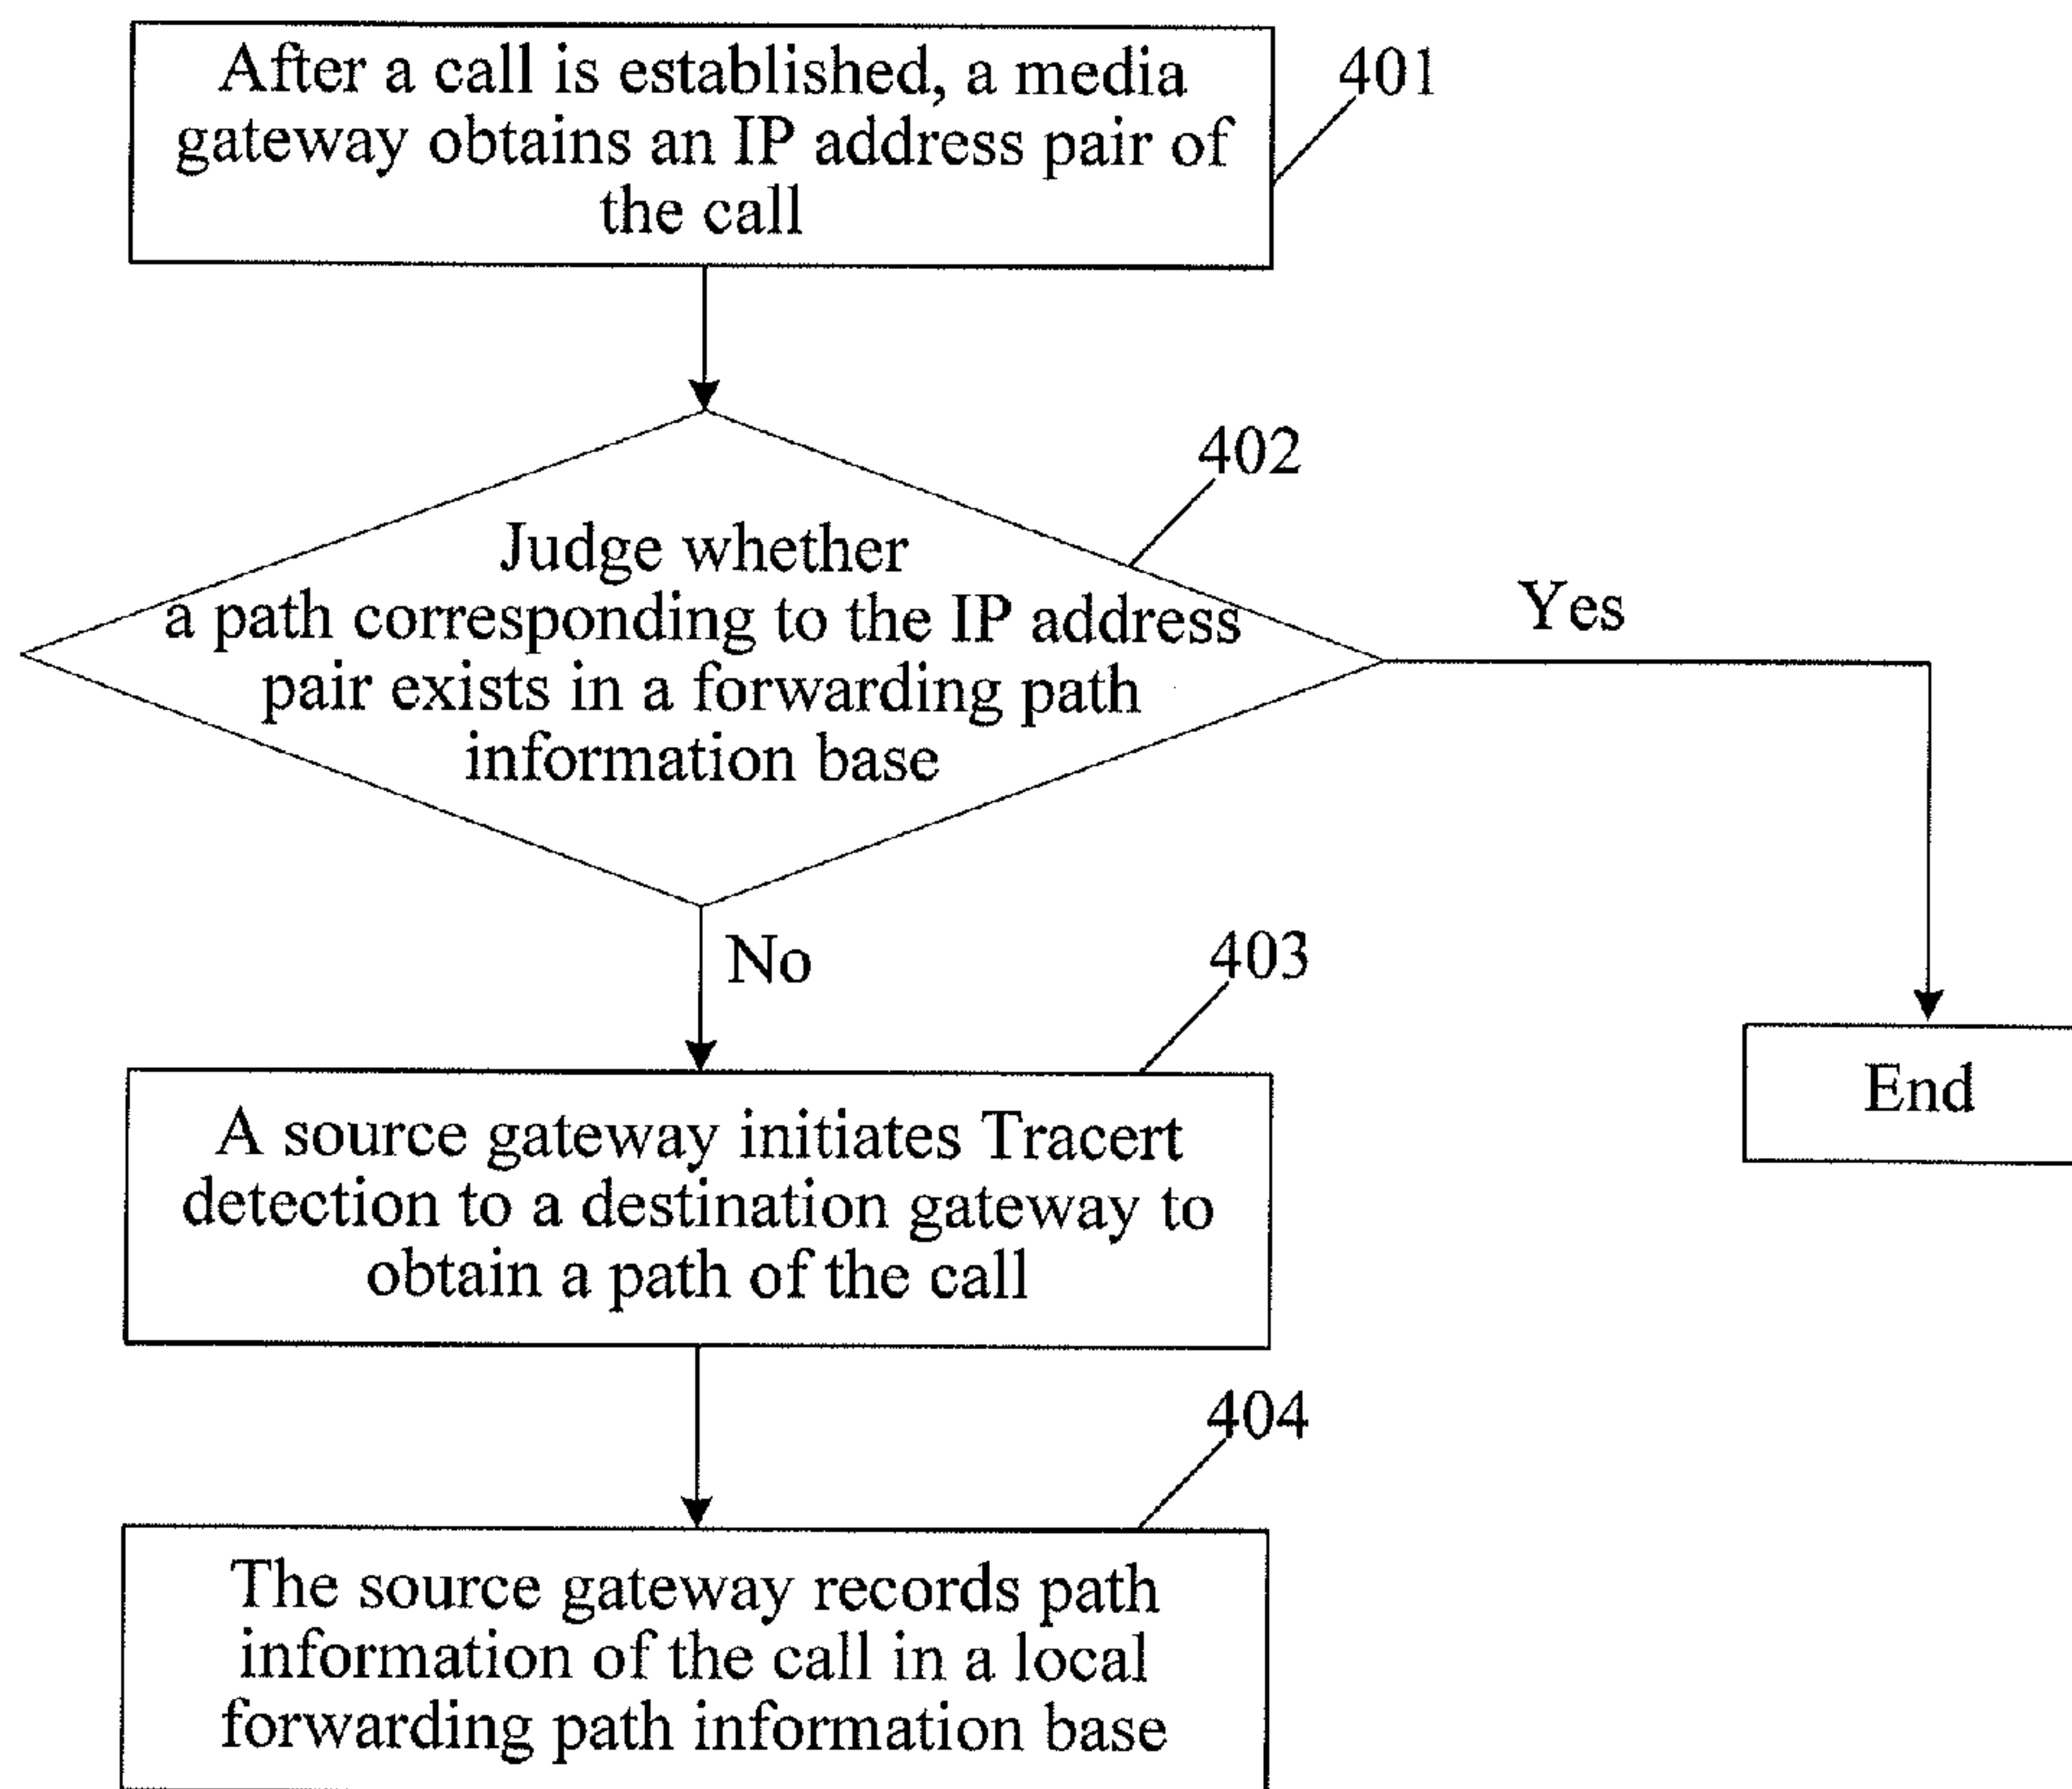 After a call is established, a media
gateway obtains an IP address pair of
the call
401
402
Judge whether
a path corresponding to the IP address
pair exists in a forwarding path
information base
Yes
No
403
End
A source gateway initiates Tracert
detection to a destination gateway to
obtain a path of the call
404
The source gateway records path
information of the call in a local
forwarding path information base